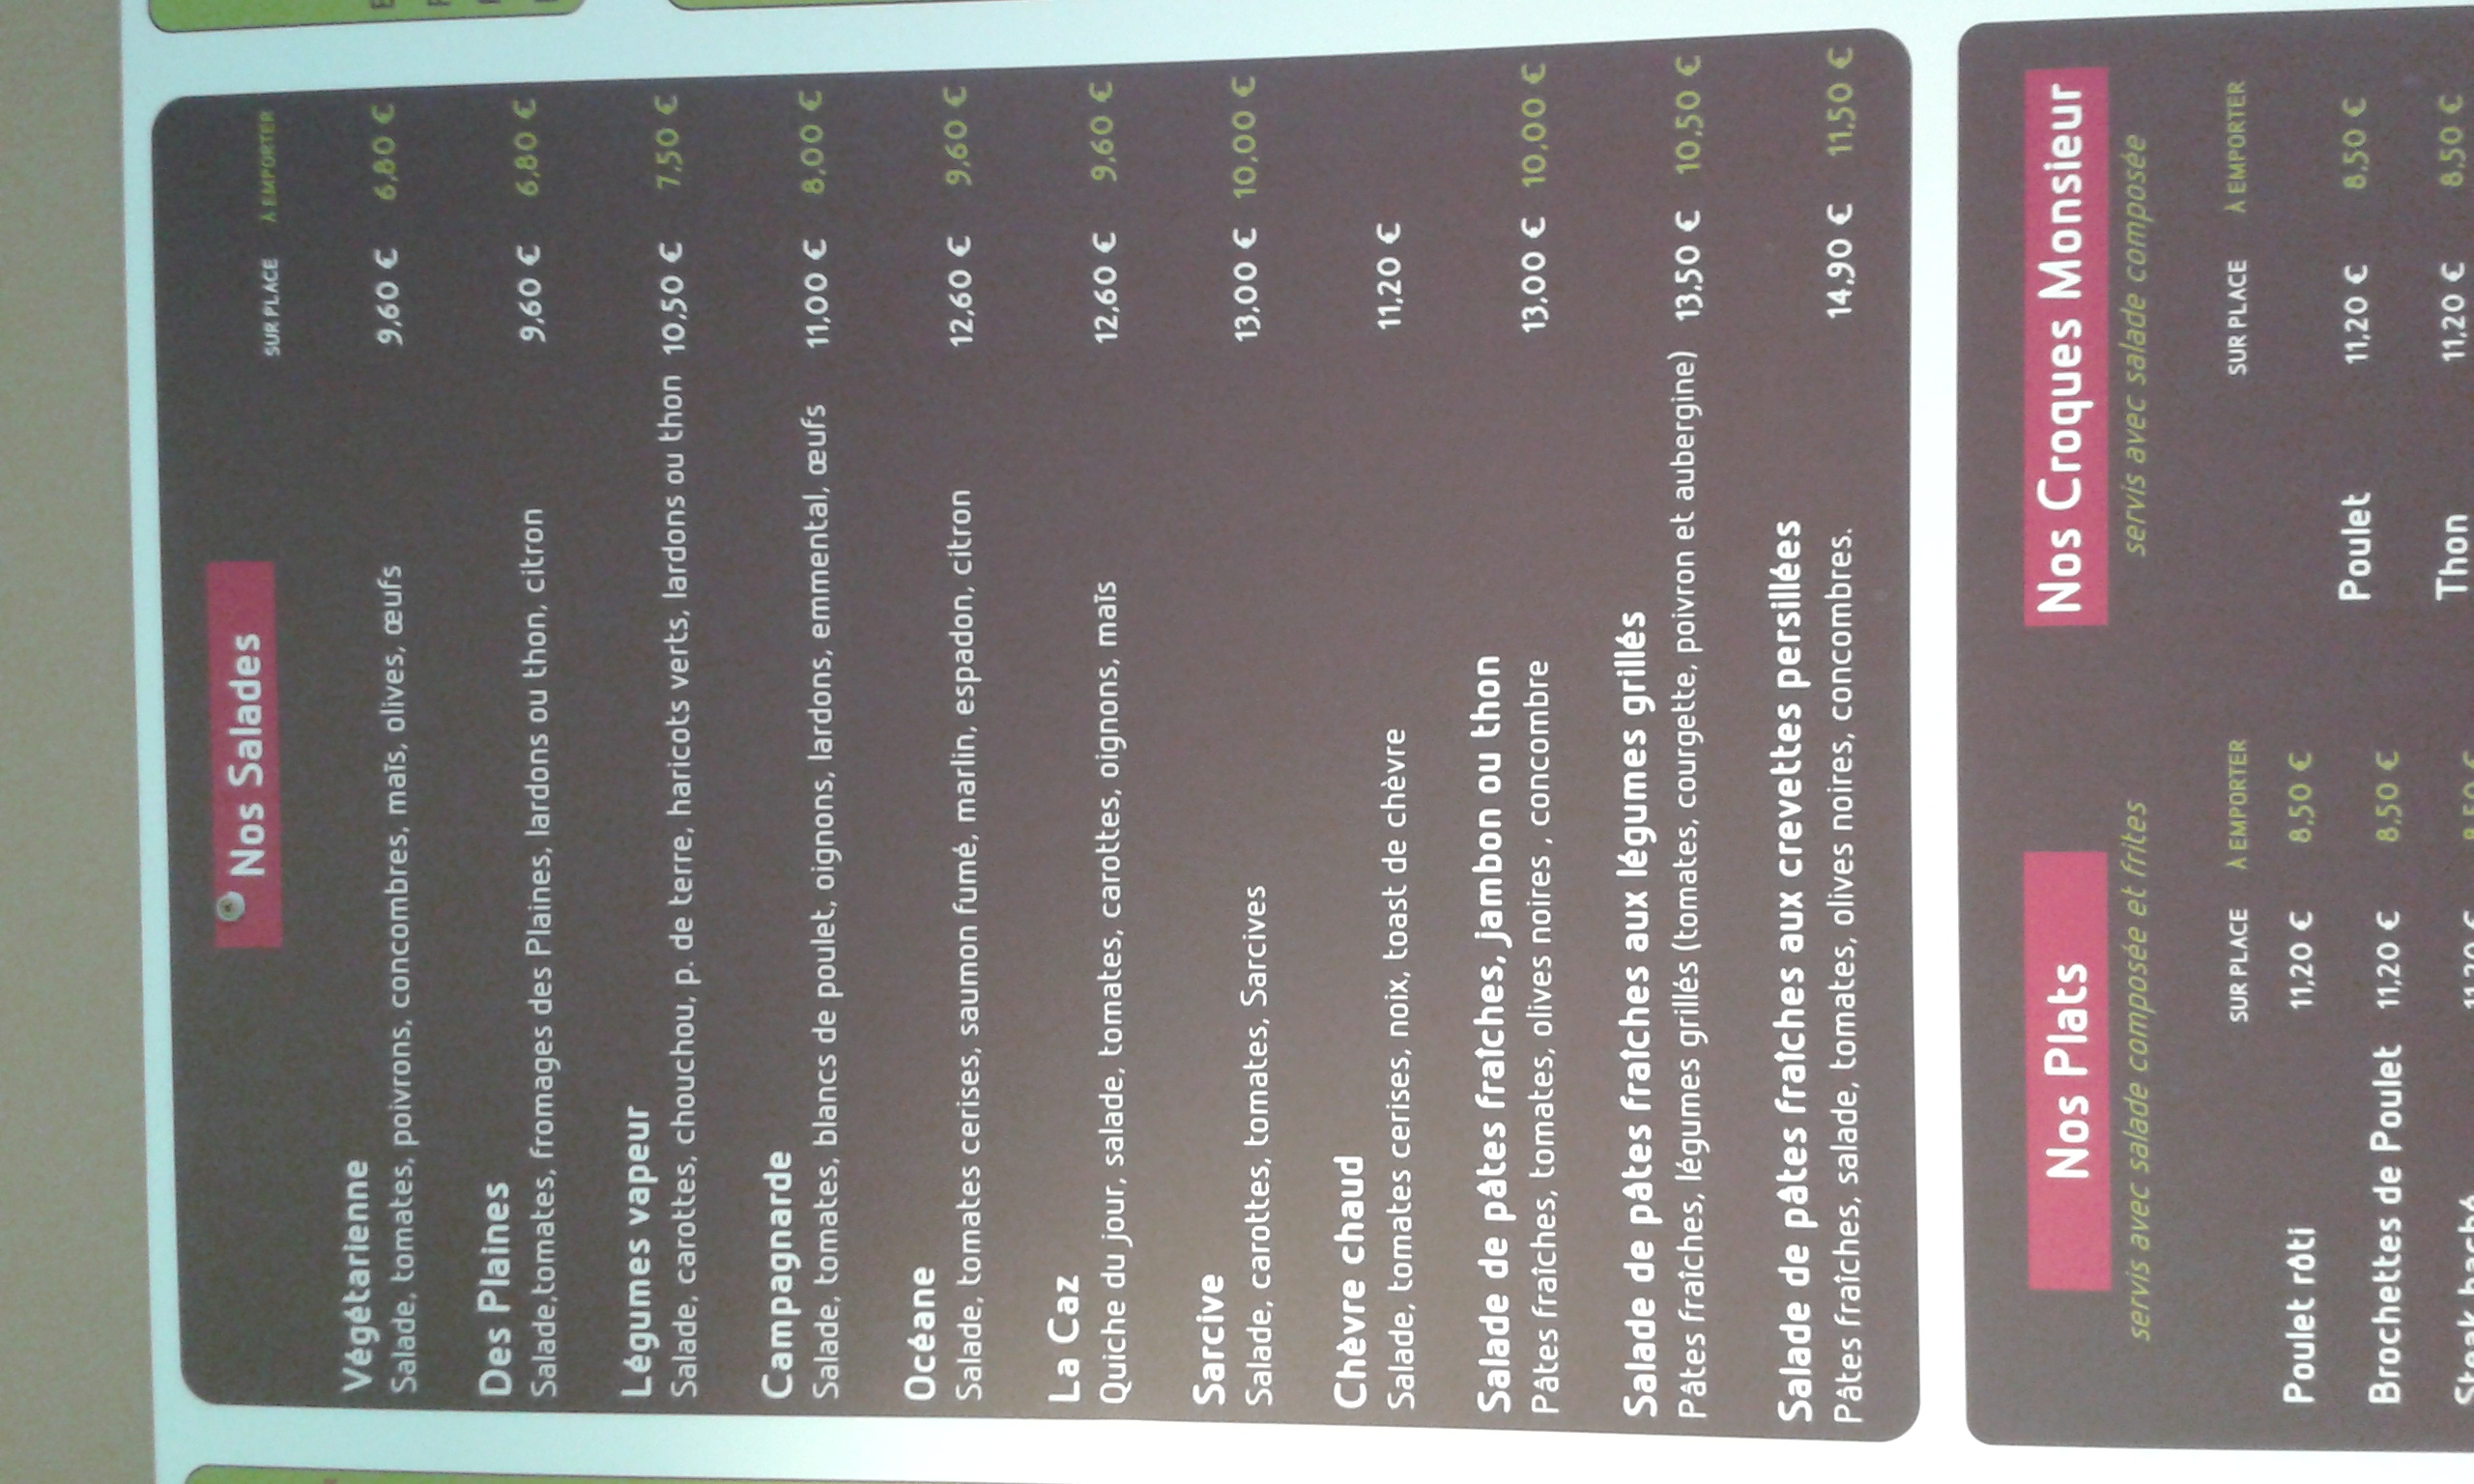 Nos Salades
SUR PLACE À EMPORTER
Végétarienne
Salade, tomates, poivrons, concombres, maïs, olives, œufs 9,60 € 6,80 €
Des Plaines
Salade,tomates, fromages des Plaines, lardons ou thon, citron 9,60 € 6,80 €
Légumes vapeur
Salade, carottes, chouchou, p. de terre, haricots verts, lardons ou thon 10,50 € 7,50 €
Campagnarde
Salade, tomates, blancs de poulet, oignons, lardons, emmental, œufs 11,00 € 8,00 €
Océane
Salade, tomates cerises, saumon fumé, marlin, espadon, citron 12,60 € 9,60 €
La Caz
Quiche du jour, salade, tomates, carottes, oignons, maïs 12,60 € 9,60 €
Sarcive
Salade, carottes, tomates, Sarcives 13,00 € 10,00 €
Chèvre chaud
Salade, tomates cerises, noix, toast de chèvre 11,20 €
Salade de pâtes fraîches, jambon ou thon
Pâtes fraîches, tomates, olives noires , concombre 13,00 € 10,00 €
Salade de pâtes fraîches aux légumes grillés
Pâtes fraîches, légumes grillés (tomates, courgette, poivron et aubergine) 13,50 € 10,50 €
Salade de pâtes fraîches aux crevettes persillées
Pâtes fraîches, salade, tomates, olives noires, concombres. 14,90 € 11,50 €
Nos Plats
servis avec salade composée et frites
SUR PLACE À EMPORTER
Poulet rôti 11,20 € 8,50 €
Brochettes de Poulet 11,20 € 8,50 €
Steak haché 11,20 € 8,50 €
Nos Croques Monsieur
servis avec salade composée
SUR PLACE À EMPORTER
Poulet 11,20 € 8,50 €
Thon 11,20 € 8,50 €